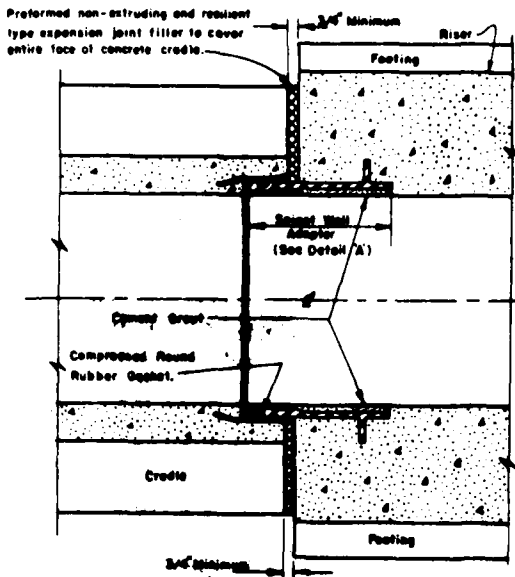 Preformed non-extruding and resilient
type expansion joint filler to cover
entire face of concrete cradle.
3/4" Minimum
Riser
Footing
Wall
Adapter
(See Detail 'A')
Cement Grout
Compressed Round
Rubber Gasket.
Cradle
Footing
3/4" Minimum